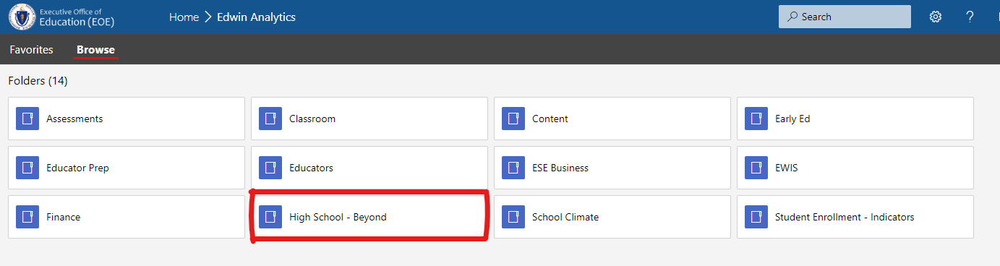 Executive Office of
Education (EOE)
Home > Edwin Analytics
Search
?
Favorites Browse
Folders (14)
Assessments Classroom Content Early Ed
Educator Prep Educators ESE Business EWIS
Finance High School - Beyond School Climate Student Enrollment - Indicators